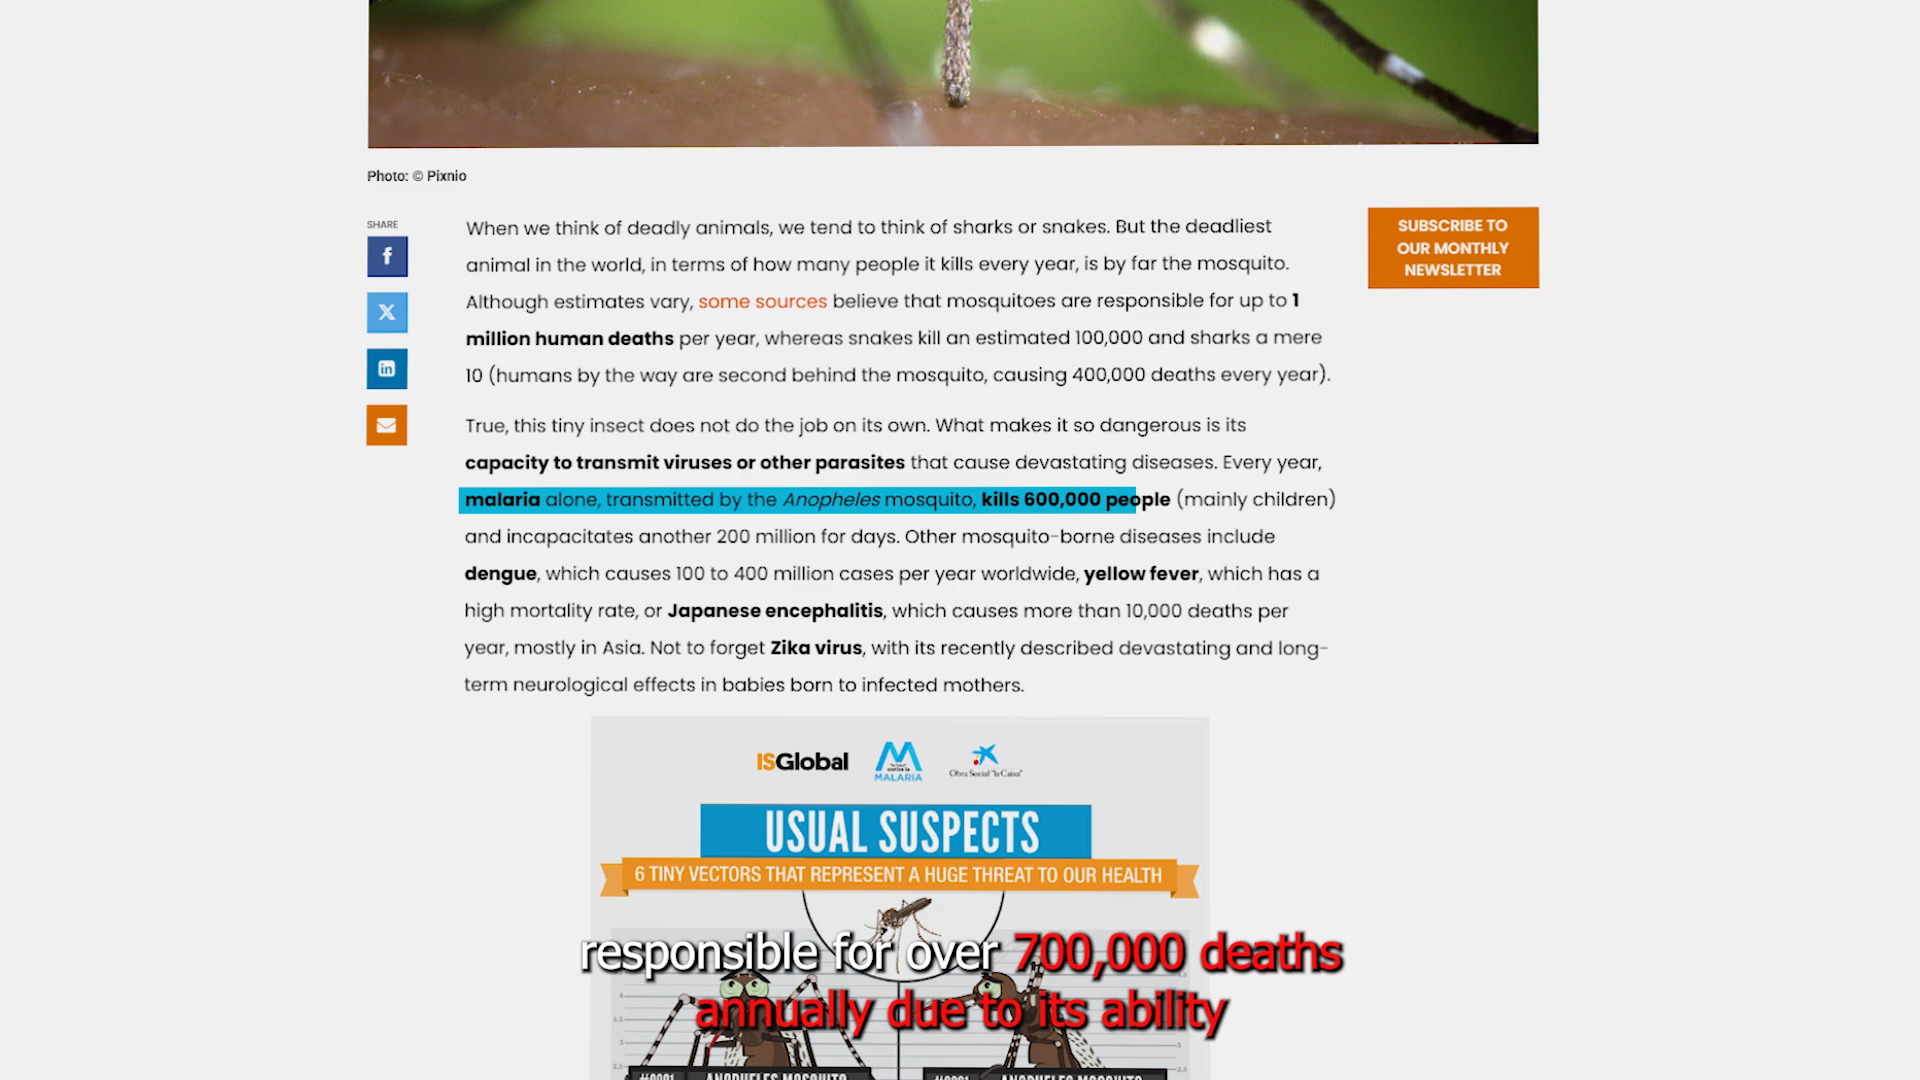 Photo: © Pixnio
SHARE
When we think of deadly animals, we tend to think of sharks or snakes. But the deadliest
animal in the world, in terms of how many people it kills every year, is by far the mosquito.
Although estimates vary, some sources believe that mosquitoes are responsible for up to 1
million human deaths per year, whereas snakes kill an estimated 100,000 and sharks a mere
10 (humans by the way are second behind the mosquito, causing 400,000 deaths every year).
SUBSCRIBE TO
OUR MONTHLY
NEWSLETTER
True, this tiny insect does not do the job on its own. What makes it so dangerous is its
capacity to transmit viruses or other parasites that cause devastating diseases. Every year,
malaria alone, transmitted by the Anopheles mosquito, kills 600,000 people (mainly children)
and incapacitates another 200 million for days. Other mosquito-borne diseases include
dengue, which causes 100 to 400 million cases per year worldwide, yellow fever, which has a
high mortality rate, or Japanese encephalitis, which causes more than 10,000 deaths per
year, mostly in Asia. Not to forget Zika virus, with its recently described devastating and long-
term neurological effects in babies born to infected mothers.
ISGlobal
MALARIA
Obra Social "la Caixa"
USUAL SUSPECTS
6 TINY VECTORS THAT REPRESENT A HUGE THREAT TO OUR HEALTH
responsible for over 700,000 deaths
annually due to its ability
ANOPHELES MOSQUITO
ANOPHELES MOSQUITO